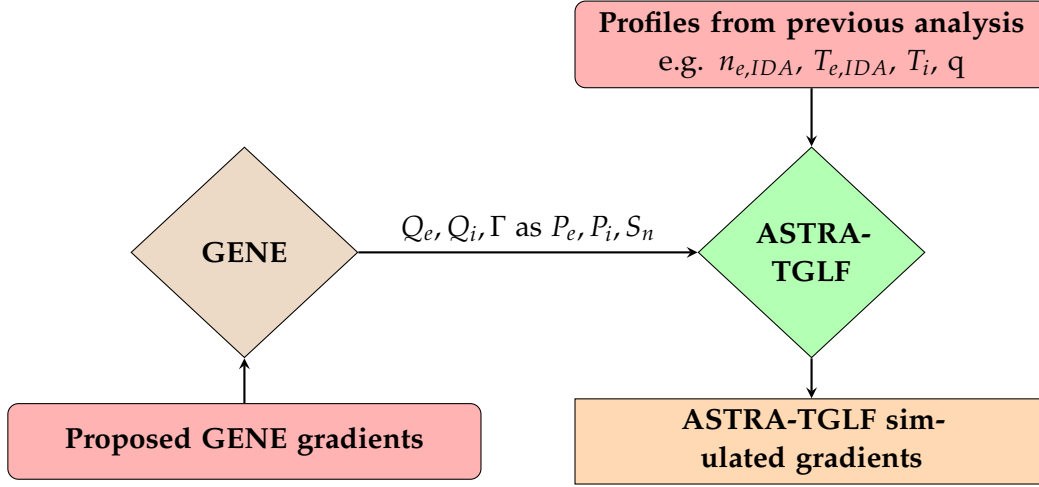 Profiles from previous analysis
e.g. n_{e,IDA}, T_{e,IDA}, T_i, q
GENE
Q_e, Q_i, Γ as P_e, P_i, S_n
ASTRA-
TGLF
Proposed GENE gradients
ASTRA-TGLF sim-
ulated gradients